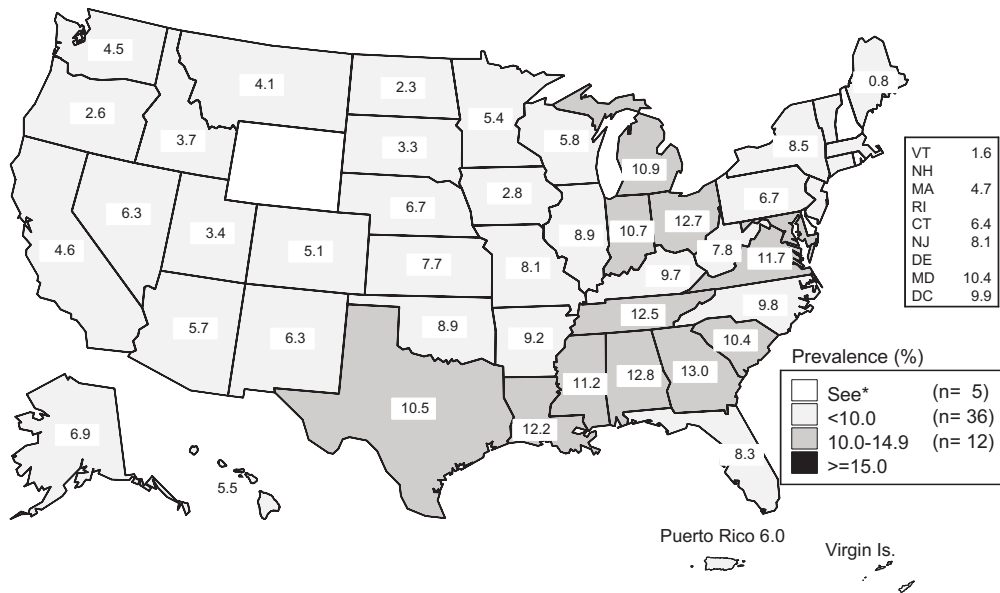 4.5
4.1
2.3
5.4
0.8
2.6
3.7
3.3
5.8
8.5
10.9
6.3
3.4
5.1
6.7
2.8
8.9
10.7
12.7
6.7
4.6
7.7
8.1
9.7
7.8
11.7
5.7
6.3
8.9
9.2
12.5
9.8
10.4
10.5
12.2
11.2
12.8
13.0
8.3
6.9
5.5
VT 1.6
NH
MA 4.7
RI
CT 6.4
NJ 8.1
DE
MD 10.4
DC 9.9
Prevalence (%)
See* (n= 5)
<10.0 (n= 36)
10.0-14.9 (n= 12)
>=15.0
Puerto Rico 6.0
Virgin Is.